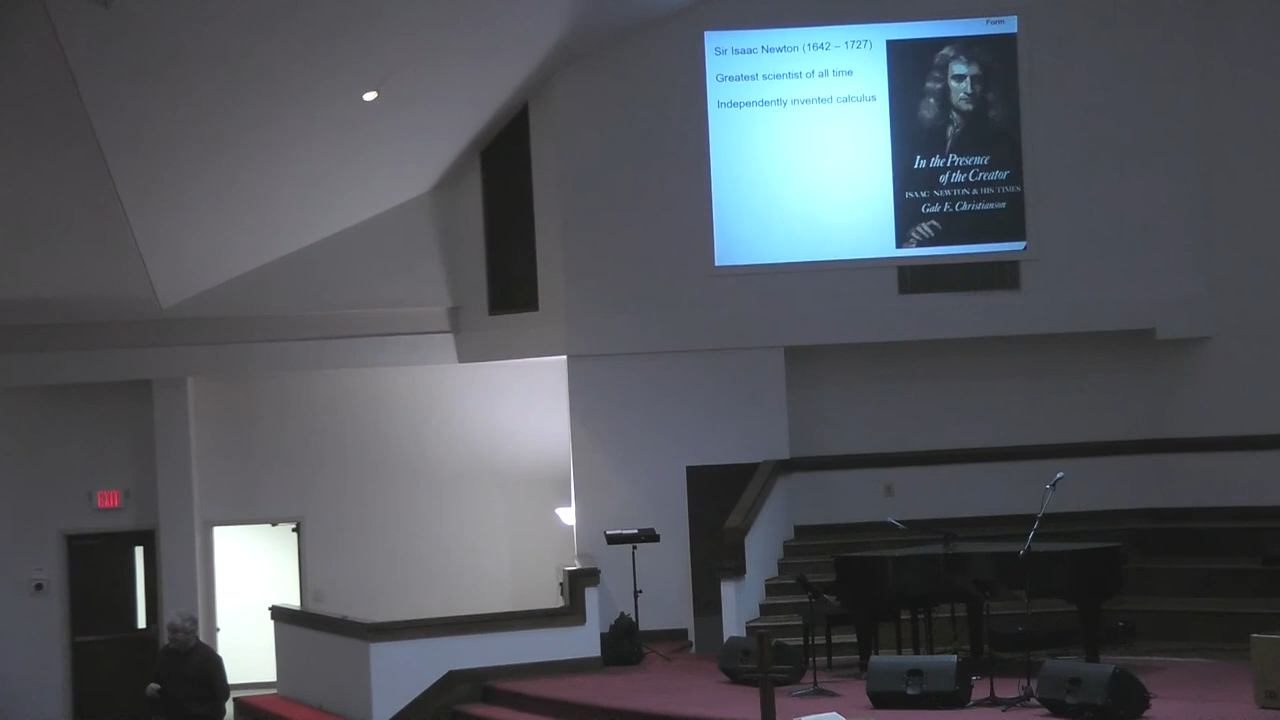 Form
Sir Isaac Newton (1642 – 1727)
Greatest scientist of all time
Independently invented calculus
In the Presence
of the Creator
ISAAC NEWTON & HIS TIMES
Gale E. Christianson
EXIT